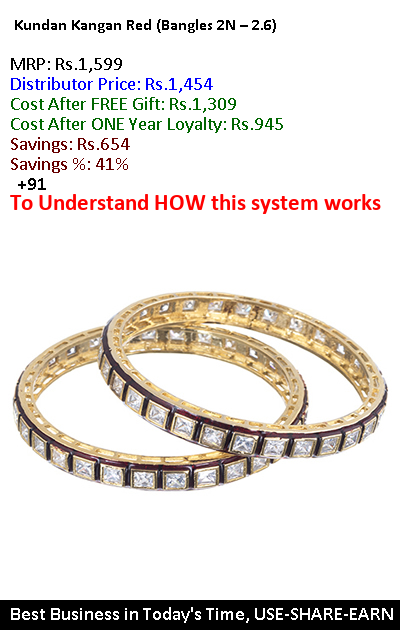 Kundan Kangan Red (Bangles 2N – 2.6)
MRP: Rs.1,599
Distributor Price: Rs.1,454
Cost After FREE Gift: Rs.1,309
Cost After ONE Year Loyalty: Rs.945
Savings: Rs.654
Savings %: 41%
+91
To Understand HOW this system works
Best Business in Today's Time, USE-SHARE-EARN